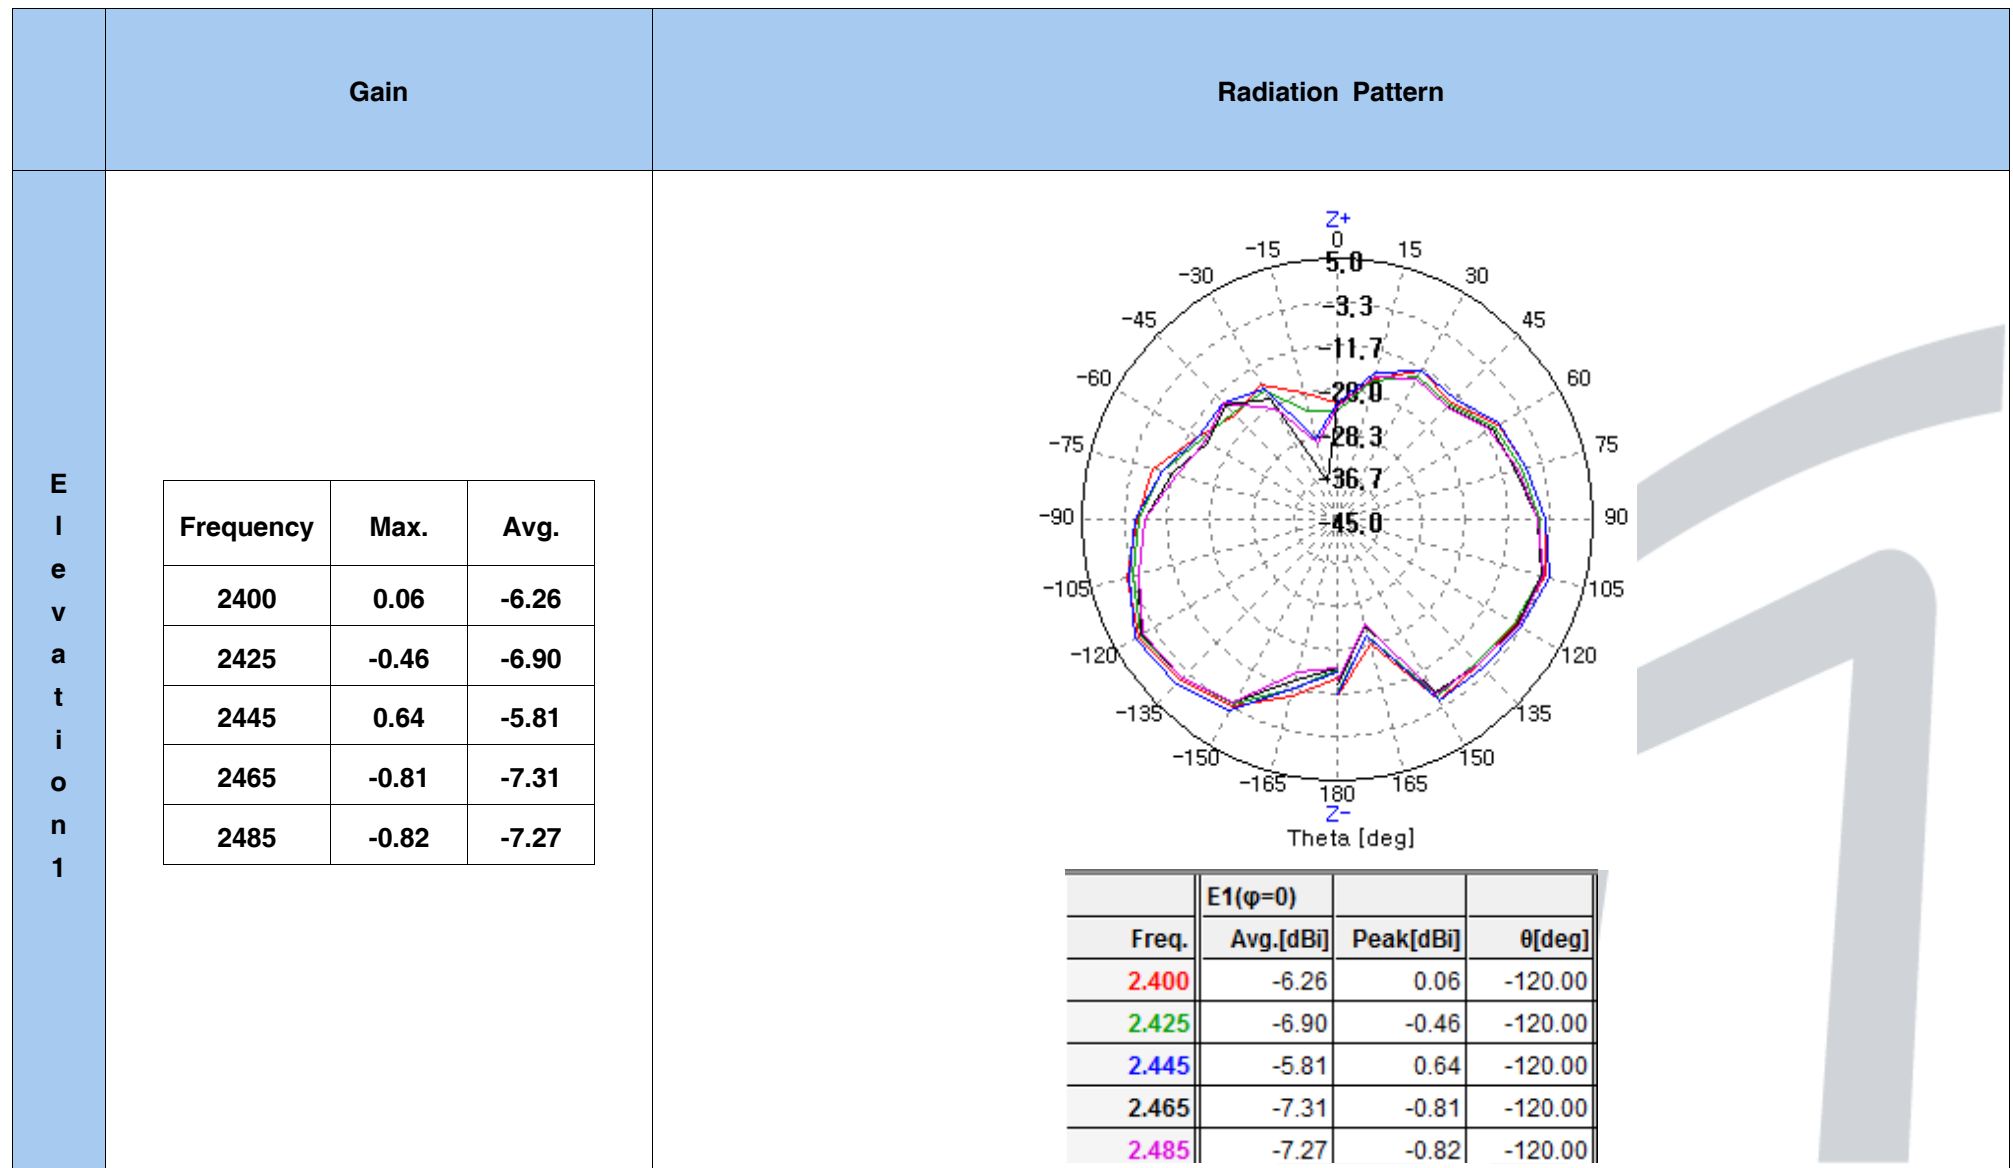 Gain
Radiation Pattern
Elevation1
Frequency Max. Avg.
2400 0.06 -6.26
2425 -0.46 -6.90
2445 0.64 -5.81
2465 -0.81 -7.31
2485 -0.82 -7.27
Z+
0
-15 15
-30 30
-45 45
-60 60
-75 75
-90 90
-105 105
-120 120
-135 135
-150 150
-165 165
180
5.0
-3.3
-11.7
-20.0
-28.3
-36.7
-45.0
Z-
Theta [deg]
E1(φ=0)
Freq. Avg.[dBi] Peak[dBi] θ[deg]
2.400 -6.26 0.06 -120.00
2.425 -6.90 -0.46 -120.00
2.445 -5.81 0.64 -120.00
2.465 -7.31 -0.81 -120.00
2.485 -7.27 -0.82 -120.00